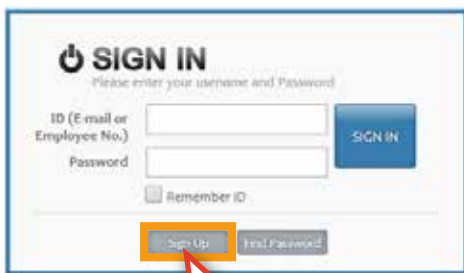 SIGN IN
Please enter your username and Password
ID (E-mail or
Employee No.)
SIGN IN
Password
Remember ID
Sign Up
Find Password